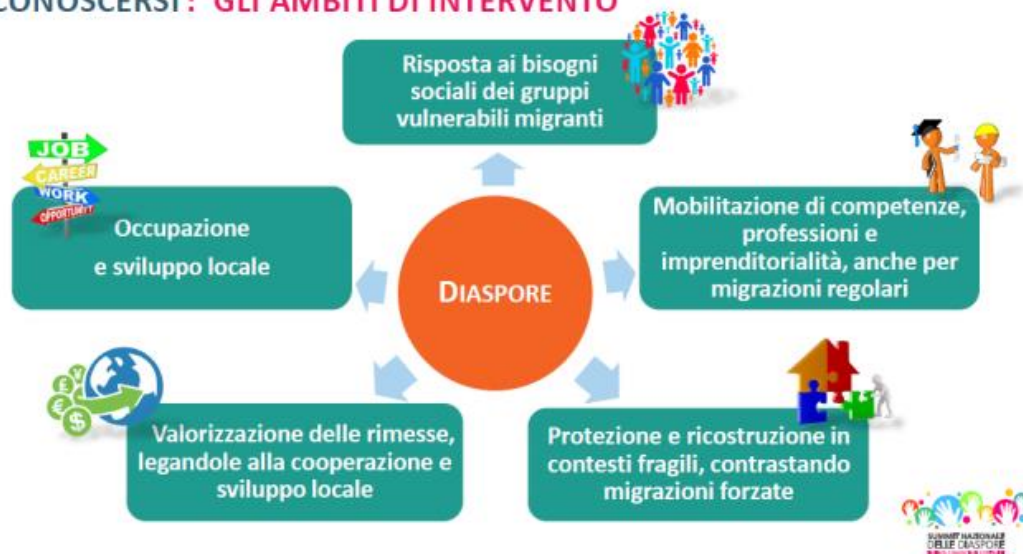 CONOSCERSI : GLI AMBITI DI INTERVENTO
Risposta ai bisogni
sociali dei gruppi
vulnerabili migranti
JOB
CAREER
WORK
OPPORTUNITY
Occupazione
e sviluppo locale
DIASPORE
Mobilitazione di competenze,
professioni e
imprenditorialità, anche per
migrazioni regolari
Valorizzazione delle rimesse,
legandole alla cooperazione e
sviluppo locale
Protezione e ricostruzione in
contesti fragili, contrastando
migrazioni forzate
SUMMIT NAZIONALE
DELLE DIASPORE